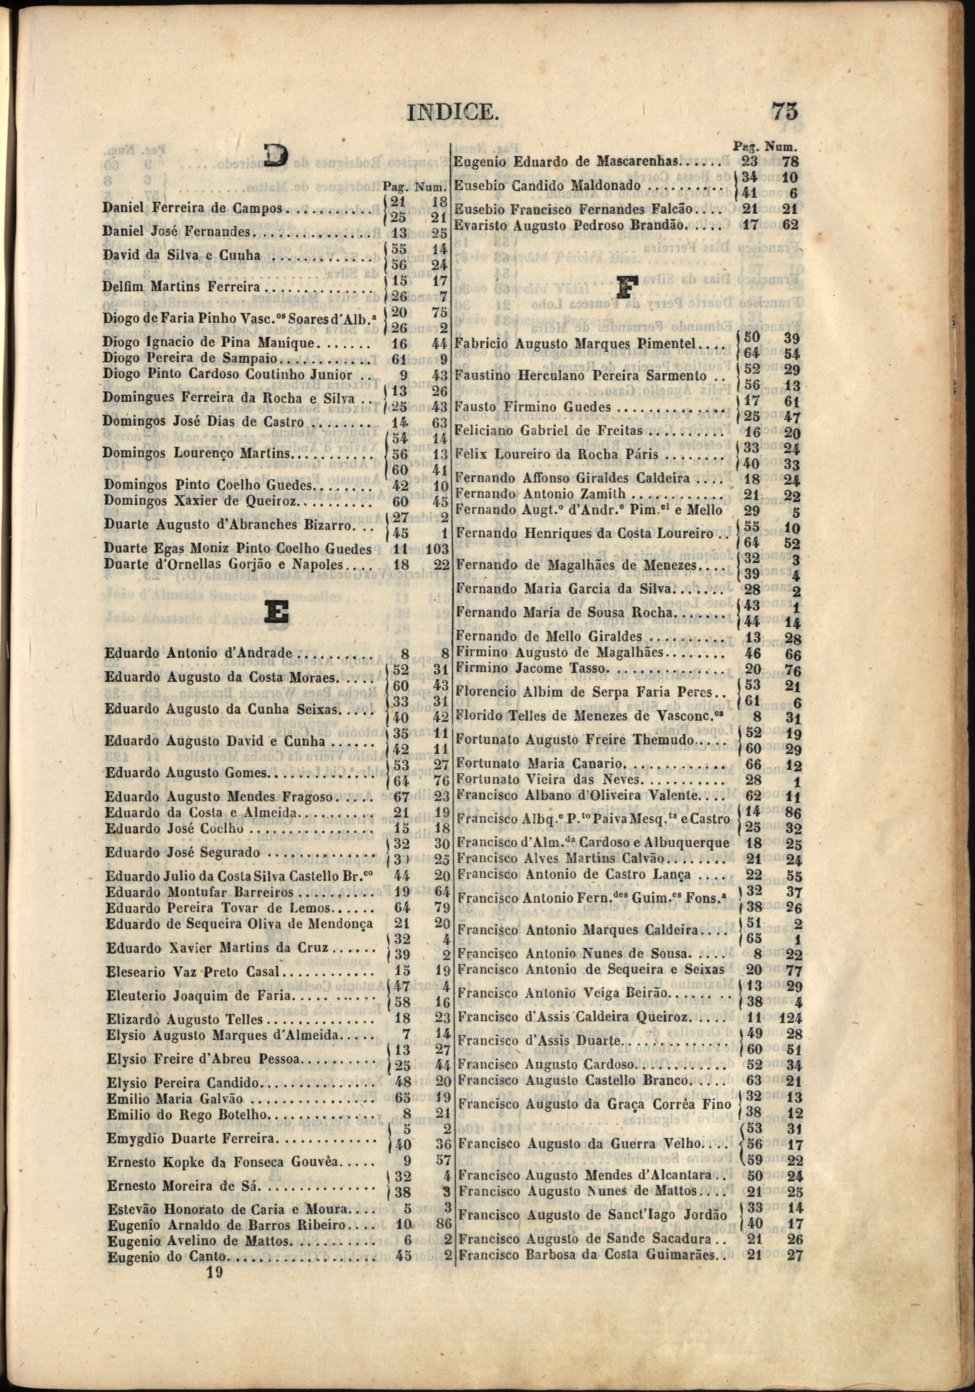 INDICE. 73
D
Pag. Num.
Daniel Ferreira de Campos........... { 21 18
25 21
Daniel José Fernandes............... 13 25
David da Silva e Cunha ............. { 55 14
56 24
Delfim Martins Ferreira.............. { 15 17
26 7
Diogo de Faria Pinho Vasc.os Soares d'Alb.a { 20 75
26 2
Diogo Ignacio de Pina Manique....... 16 44
Diogo Pereira de Sampaio............ 61 9
Diogo Pinto Cardoso Coutinho Junior .. 9 43
Domingues Ferreira da Rocha e Silva .. { 13 26
25 43
Domingos José Dias de Castro ........ 14 63
Domingos Lourenço Martins........... { 54 14
56 13
60 41
Domingos Pinto Coelho Guedes........ 42 10
Domingos Xaxier de Queiroz.......... 60 45
Duarte Augusto d'Abranches Bizarro... { 27 2
45 1
Duarte Egas Moniz Pinto Coelho Guedes 11 103
Duarte d'Ornellas Gorjão e Napoles.... 18 22
E
Eduardo Antonio d'Andrade .......... 8 8
Eduardo Augusto da Costa Moraes..... { 52 31
60 43
Eduardo Augusto da Cunha Seixas..... { 33 31
40 42
Eduardo Augusto David e Cunha ...... { 35 11
42 11
Eduardo Augusto Gomes.............. { 53 27
64 76
Eduardo Augusto Mendes Fragoso..... 67 23
Eduardo da Costa e Almeida.......... 21 19
Eduardo José Coelho ................ 15 18
Eduardo José Segurado .............. { 32 30
25
Eduardo Julio da Costa Silva Castello Br.co 44 20
Eduardo Montufar Barreiros .......... 19 64
Eduardo Pereira Tovar de Lemos...... 64 79
Eduardo de Sequeira Oliva de Mendonça 21 20
Eduardo Xavier Martins da Cruz ...... { 32 4
39 2
Eleseario Vaz Preto Casal............ 15 19
Eleuterio Joaquim de Faria........... { 47 4
58 16
Elizardo Augusto Telles .............. 18 23
Elysio Augusto Marques d'Almeida..... 7 14
Elysio Freire d'Abreu Pessoa.......... { 13 27
25 44
Elysio Pereira Candido............... 48 20
Emilio Maria Galvão ................ 65 19
Emilio do Rego Botelho.............. 8 21
Emygdio Duarte Ferreira............. { 5 2
40 36
Ernesto Kopke da Fonseca Gouvêa..... 9 57
Ernesto Moreira de Sá............... { 32 4
38 3
Estevão Honorato de Caria e Moura.... 5 3
Eugenio Arnaldo de Barros Ribeiro.... 10 86
Eugenio Avelino de Mattos........... 6 2
Eugenio do Canto................... 45 2
19
Pag. Num.
Eugenio Eduardo de Mascarenhas...... 23 78
Eusebio Candido Maldonado .......... { 34 10
41 6
Eusebio Francisco Fernandes Falcão.... 21 21
Evaristo Augusto Pedroso Brandão..... 17 62
F
Fabricio Augusto Marques Pimentel.... { 50 39
64 54
Faustino Herculano Pereira Sarmento .. { 52 29
56 13
Fausto Firmino Guedes .............. { 17 61
25 47
Feliciano Gabriel de Freitas .......... 16 20
Felix Loureiro da Rocha Páris ........ { 33 24
40 33
Fernando Affonso Giraldes Caldeira .... 18 24
Fernando Antonio Zamith ............ 21 22
Fernando Augt.o d'Andr.e Pim.el e Mello 29 5
Fernando Henriques da Costa Loureiro .. { 55 10
64 52
Fernando de Magalhães de Menezes.... { 32 3
39 4
Fernando Maria Garcia da Silva....... 28 2
Fernando Maria de Sousa Rocha....... { 43 1
44 14
Fernando de Mello Giraldes .......... 13 28
Firmino Augusto de Magalhães........ 46 66
Firmino Jacome Tasso............... 20 76
Florencio Albim de Serpa Faria Peres.. { 53 21
61 6
Florido Telles de Menezes de Vasconc.os 8 31
Fortunato Augusto Freire Themudo.... { 52 19
60 29
Fortunato Maria Canario............. 66 12
Fortunato Vieira das Neves........... 28 1
Francisco Albano d'Oliveira Valente.... 62 11
Francisco Albq.e P.to Paiva Mesq.ta e Castro { 14 86
25 32
Francisco d'Alm.da Cardoso e Albuquerque 18 25
Francisco Alves Martins Calvão........ 21 24
Francisco Antonio de Castro Lança .... 22 55
Francisco Antonio Fern.des Guim.es Fons.a { 32 37
38 26
Francisco Antonio Marques Caldeira.... { 51 2
65 1
Francisco Antonio Nunes de Sousa..... 8 22
Francisco Antonio de Sequeira e Seixas 20 77
Francisco Antonio Veiga Beirão....... { 13 29
38 4
Francisco d'Assis Caldeira Queiroz..... 11 124
Francisco d'Assis Duarte.............. { 49 28
60 51
Francisco Augusto Cardoso............ 52 34
Francisco Augusto Castello Branco..... 63 21
Francisco Augusto da Graça Corrêa Fino { 32 13
38 12
Francisco Augusto da Guerra Velho.... { 53 31
56 17
59 22
Francisco Augusto Mendes d'Alcantara .. 50 24
Francisco Augusto Nunes de Mattos.... 21 25
Francisco Augusto de Sanct'Iago Jordão { 33 14
40 17
Francisco Augusto de Sande Sacadura .. 21 26
Francisco Barbosa da Costa Guimarães.. 21 27